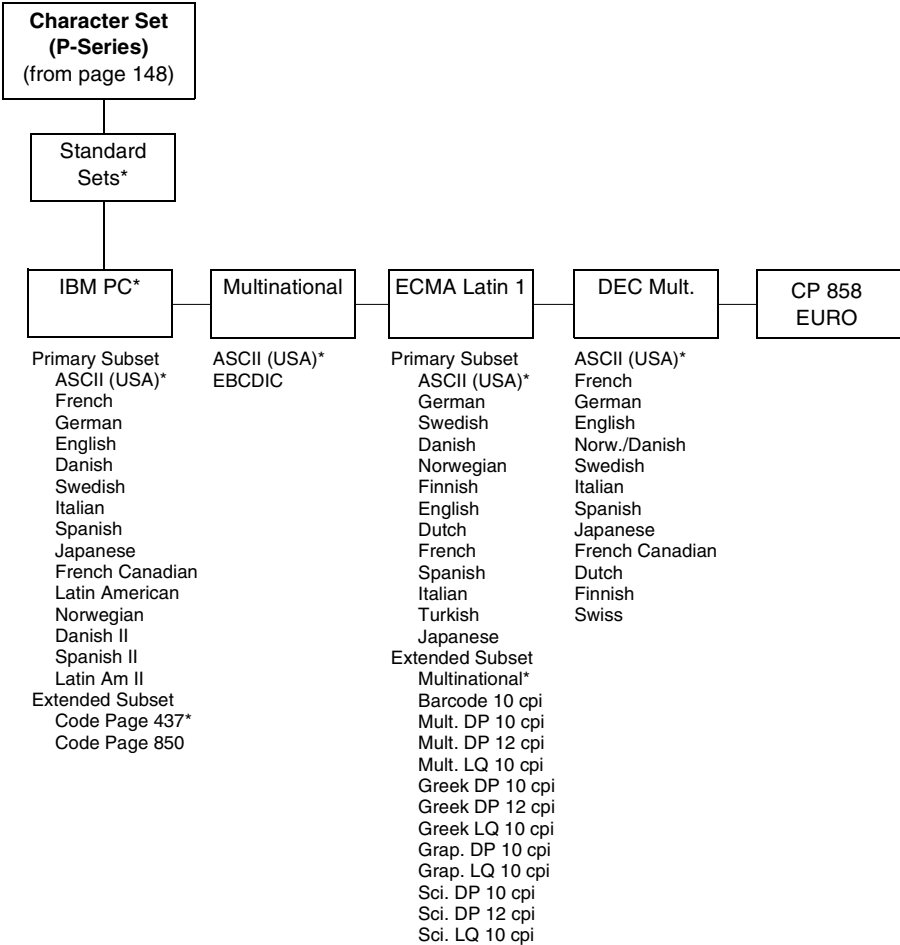 Character Set
(P-Series)
(from page 148)
Standard
Sets*
IBM PC*
Multinational
ECMA Latin 1
DEC Mult.
CP 858
EURO
Primary Subset
ASCII (USA)*
French
German
English
Danish
Swedish
Italian
Spanish
Japanese
French Canadian
Latin American
Norwegian
Danish II
Spanish II
Latin Am II
Extended Subset
Code Page 437*
Code Page 850
ASCII (USA)*
EBCDIC
Primary Subset
ASCII (USA)*
German
Swedish
Danish
Norwegian
Finnish
English
Dutch
French
Spanish
Italian
Turkish
Japanese
Extended Subset
Multinational*
Barcode 10 cpi
Mult. DP 10 cpi
Mult. DP 12 cpi
Mult. LQ 10 cpi
Greek DP 10 cpi
Greek DP 12 cpi
Greek LQ 10 cpi
Grap. DP 10 cpi
Grap. LQ 10 cpi
Sci. DP 10 cpi
Sci. DP 12 cpi
Sci. LQ 10 cpi
ASCII (USA)*
French
German
English
Norw./Danish
Swedish
Italian
Spanish
Japanese
French Canadian
Dutch
Finnish
Swiss